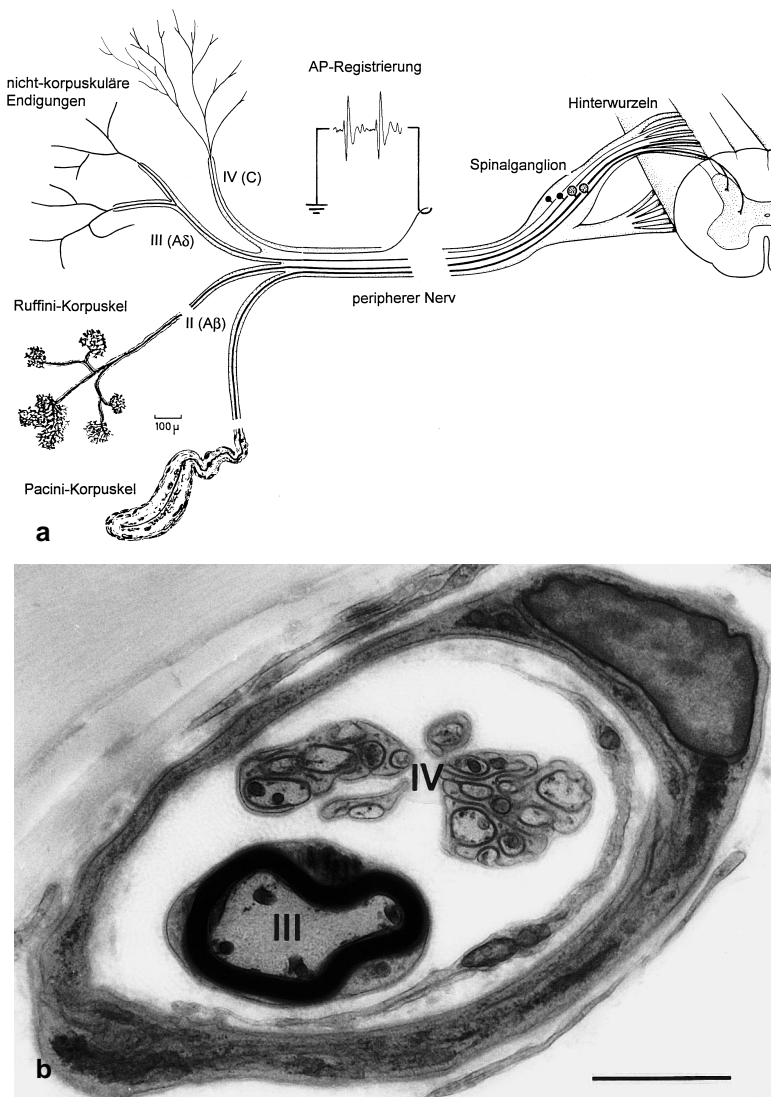 nicht-korpuskuläre
Endigungen
AP-Registrierung
Hinterwurzeln
Spinalganglion
IV (C)
III (Aδ)
peripherer Nerv
Ruffini-Korpuskel
II (Aβ)
100 µ
Pacini-Korpuskel
a
IV
III
b